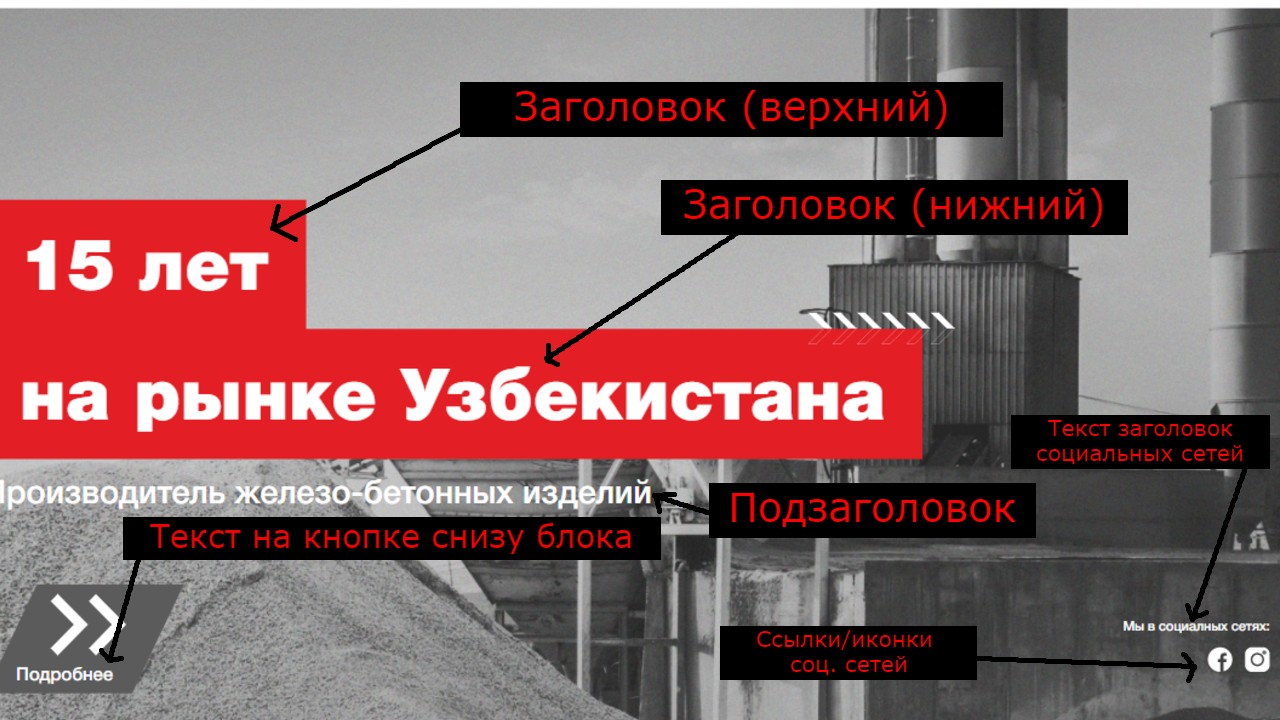 Заголовок (верхний)
Заголовок (нижний)
15 лет
на рынке Узбекистана
Текст заголовок
социальных сетей
Производитель железо-бетонных изделий
Подзаголовок
Текст на кнопке снизу блока
Мы в социалных сетях:
Ссылки/иконки
соц. сетей
Подробнее